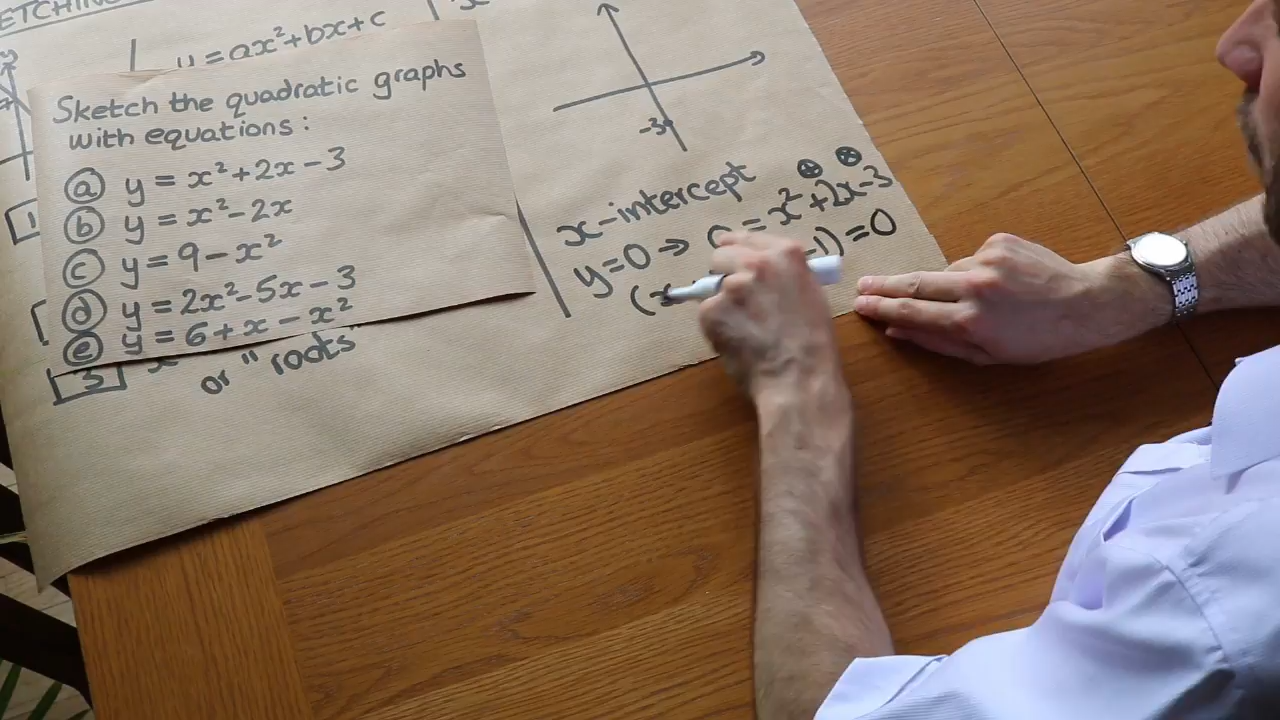 y = ax²+bx+c
Sketch the quadratic graphs
with equations:
ⓐ y = x²+2x-3
ⓑ y = x²-2x
ⓒ y = 9-x²
ⓓ y = 2x²-5x-3
ⓔ y = 6+x-x²
3
or "roots"
-3
x-intercept
y=0 ⇒ 0 = x²+2x-3
-1)=0